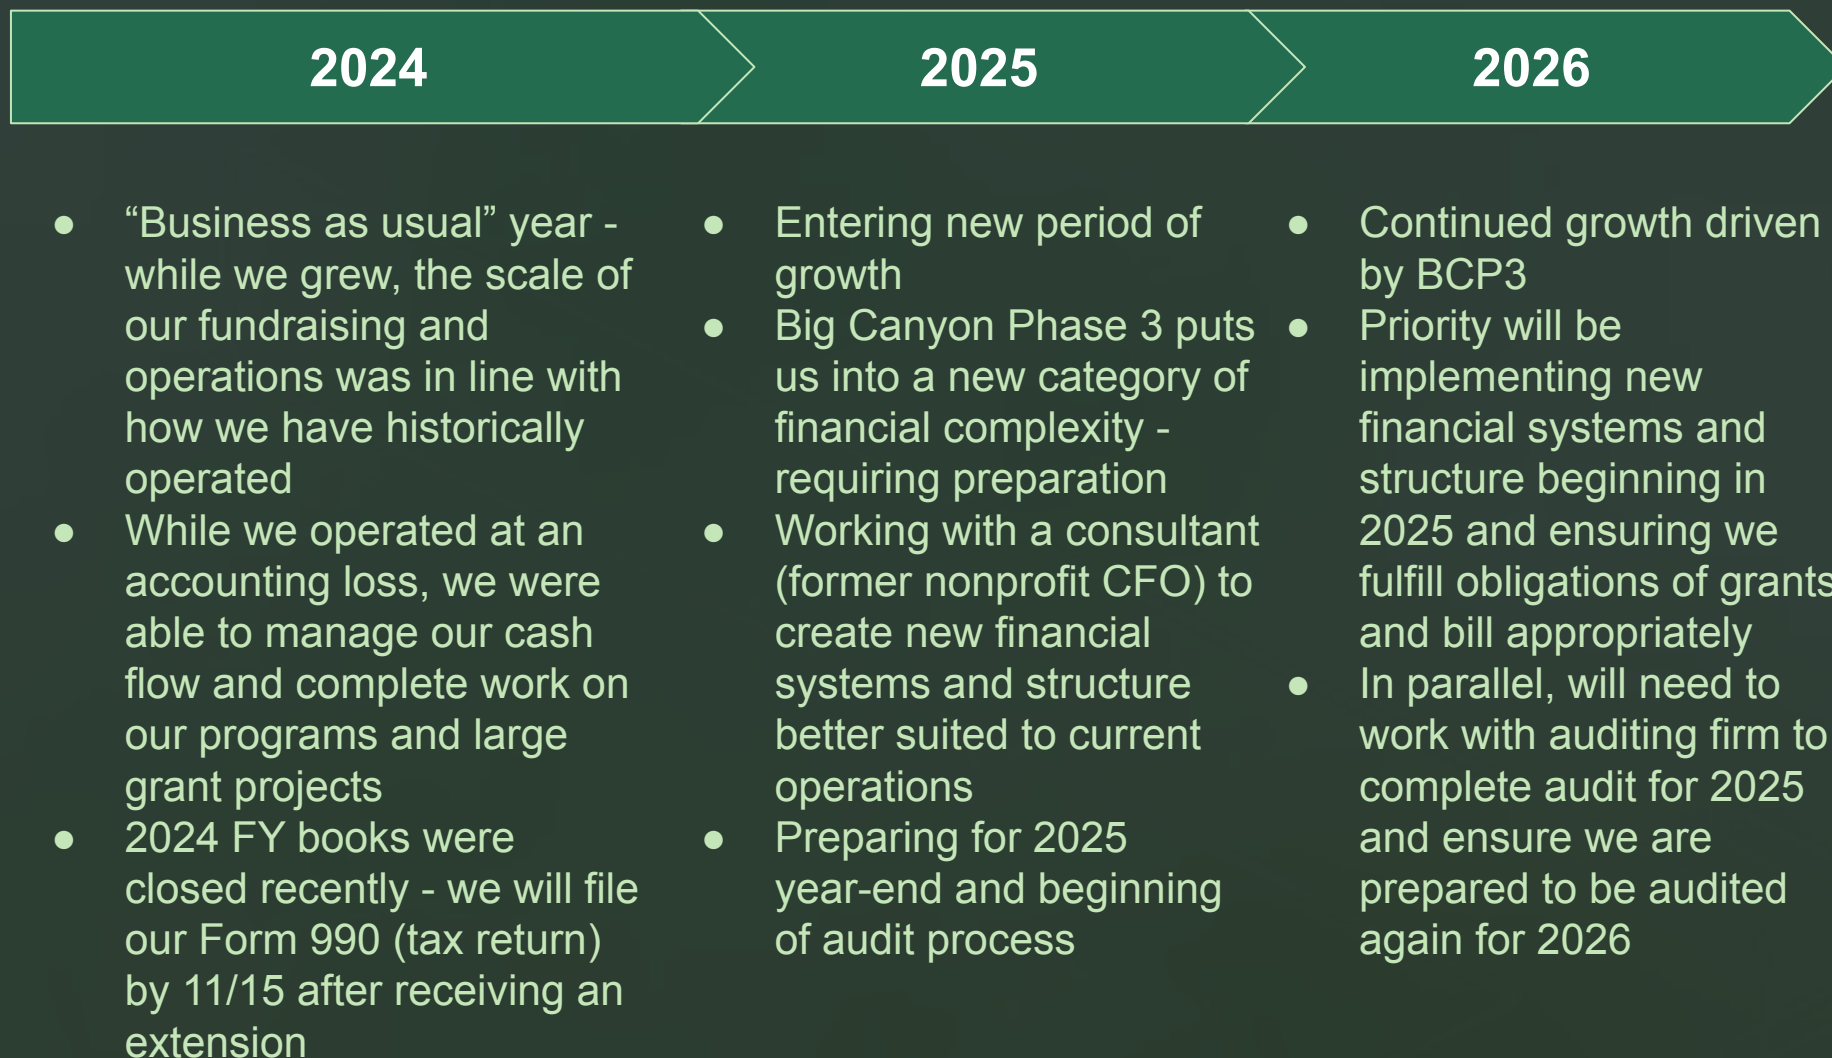 2024
2025
2026
● “Business as usual” year -
while we grew, the scale of
our fundraising and
operations was in line with
how we have historically
operated
● While we operated at an
accounting loss, we were
able to manage our cash
flow and complete work on
our programs and large
grant projects
● 2024 FY books were
closed recently - we will file
our Form 990 (tax return)
by 11/15 after receiving an
extension
● Entering new period of
growth
● Big Canyon Phase 3 puts
us into a new category of
financial complexity -
requiring preparation
● Working with a consultant
(former nonprofit CFO) to
create new financial
systems and structure
better suited to current
operations
● Preparing for 2025
year-end and beginning
of audit process
● Continued growth driven
by BCP3
● Priority will be
implementing new
financial systems and
structure beginning in
2025 and ensuring we
fulfill obligations of grants
and bill appropriately
● In parallel, will need to
work with auditing firm to
complete audit for 2025
and ensure we are
prepared to be audited
again for 2026